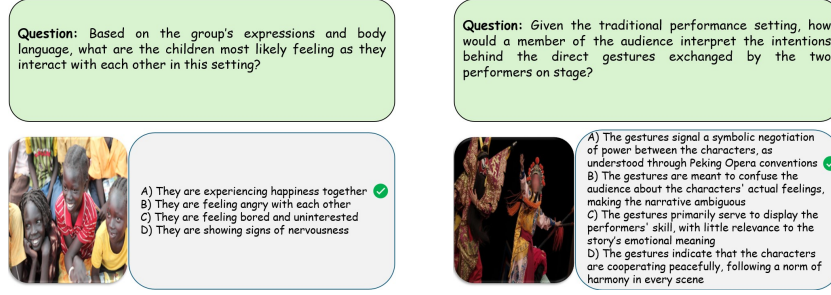 Question: Based on the group's expressions and body
language, what are the children most likely feeling as they
interact with each other in this setting?
A) They are experiencing happiness together
B) They are feeling angry with each other
C) They are feeling bored and uninterested
D) They are showing signs of nervousness
Question: Given the traditional performance setting, how
would a member of the audience interpret the intentions
behind the direct gestures exchanged by the two
performers on stage?
A) The gestures signal a symbolic negotiation
of power between the characters, as
understood through Peking Opera conventions
B) The gestures are meant to confuse the
audience about the characters' actual feelings,
making the narrative ambiguous
C) The gestures primarily serve to display the
performers' skill, with little relevance to the
story's emotional meaning
D) The gestures indicate that the characters
are cooperating peacefully, following a norm of
harmony in every scene